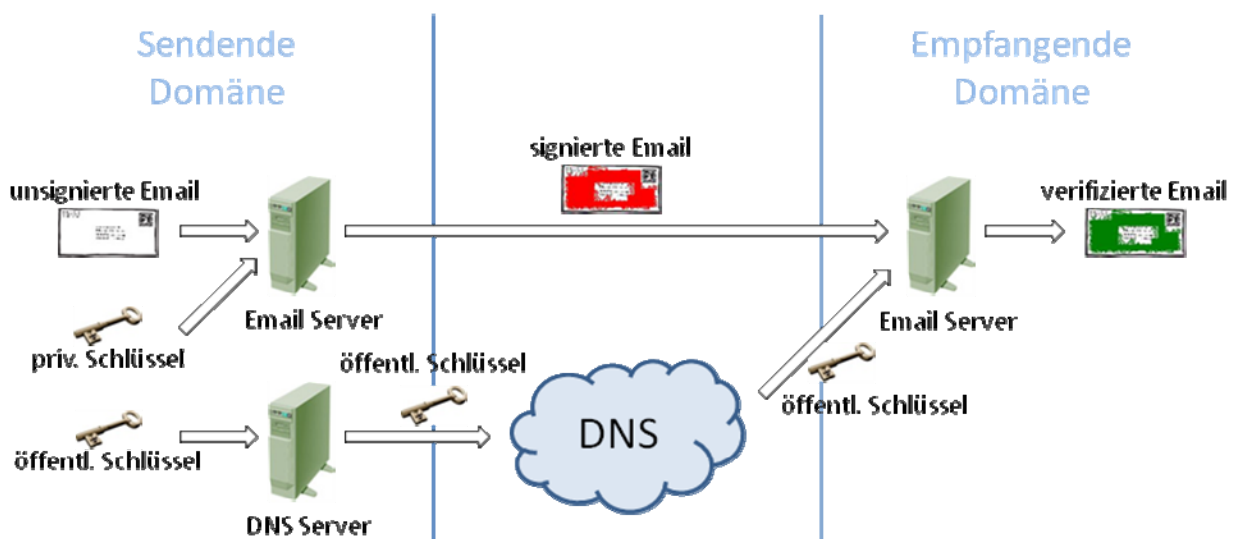 Sendende
Domäne
Empfangende
Domäne
signierte Email
unsignierte Email
verifizierte Email
Email Server
Email Server
priv. Schlüssel
öffentl. Schlüssel
öffentl. Schlüssel
DNS
öffentl. Schlüssel
DNS Server